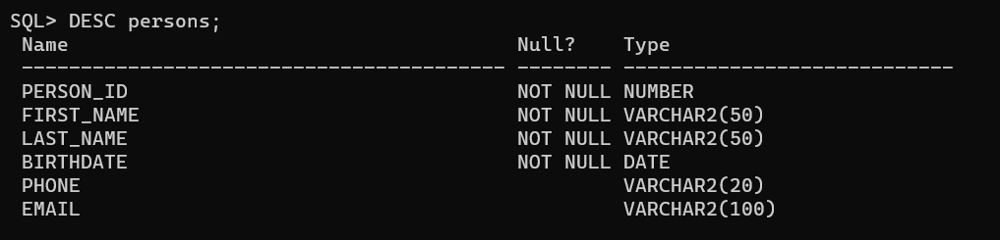 SQL> DESC persons;
 Name                                      Null?    Type
 ----------------------------------------- -------- ----------------------------
 PERSON_ID                                 NOT NULL NUMBER
 FIRST_NAME                                NOT NULL VARCHAR2(50)
 LAST_NAME                                 NOT NULL VARCHAR2(50)
 BIRTHDATE                                 NOT NULL DATE
 PHONE                                              VARCHAR2(20)
 EMAIL                                              VARCHAR2(100)